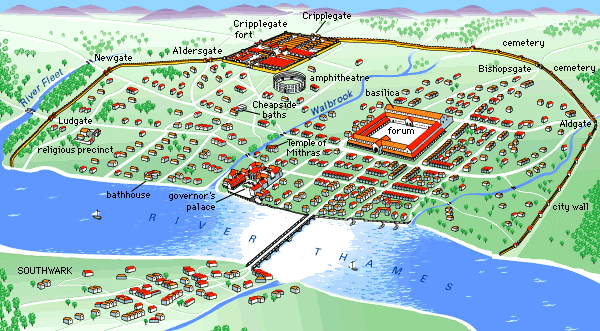 Cripplegate
Cripplegate
fort
Aldersgate
Newgate
cemetery
Bishopsgate
cemetery
River Fleet
amphitheatre
basilica
Cheapside
baths
Walbrook
Ludgate
forum
Aldgate
religious precinct
Temple of
Mithras
bathhouse
governor's
palace
city wall
RIVER THAMES
SOUTHWARK